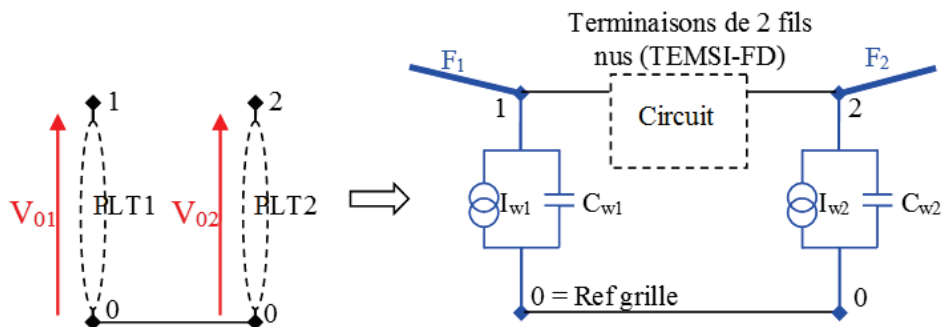 Terminaisons de 2 fils
nus (TEMSI-FD)
F1
F2
1
2
1
Circuit
2
V01
PLT1
V02
PLT2
Iw1
Cw1
Iw2
Cw2
0
0
0 = Ref grille
0